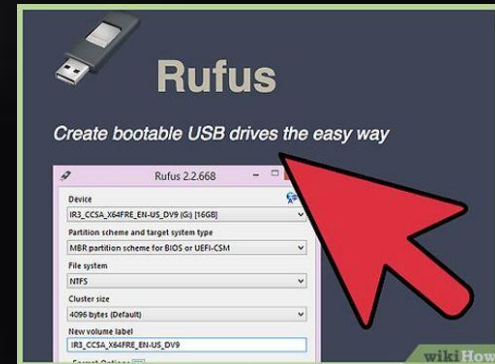 Rufus
Create bootable USB drives the easy way
Rufus 2.2.668
Device
IR3_CCSA_X64FRE_EN-US_DV9 (G:) [16GB]
Partition scheme and target system type
MBR partition scheme for BIOS or UEFI-CSM
File system
NTFS
Cluster size
4096 bytes (Default)
New volume label
IR3_CCSA_X64FRE_EN-US_DV9
Format Options
wikiHow